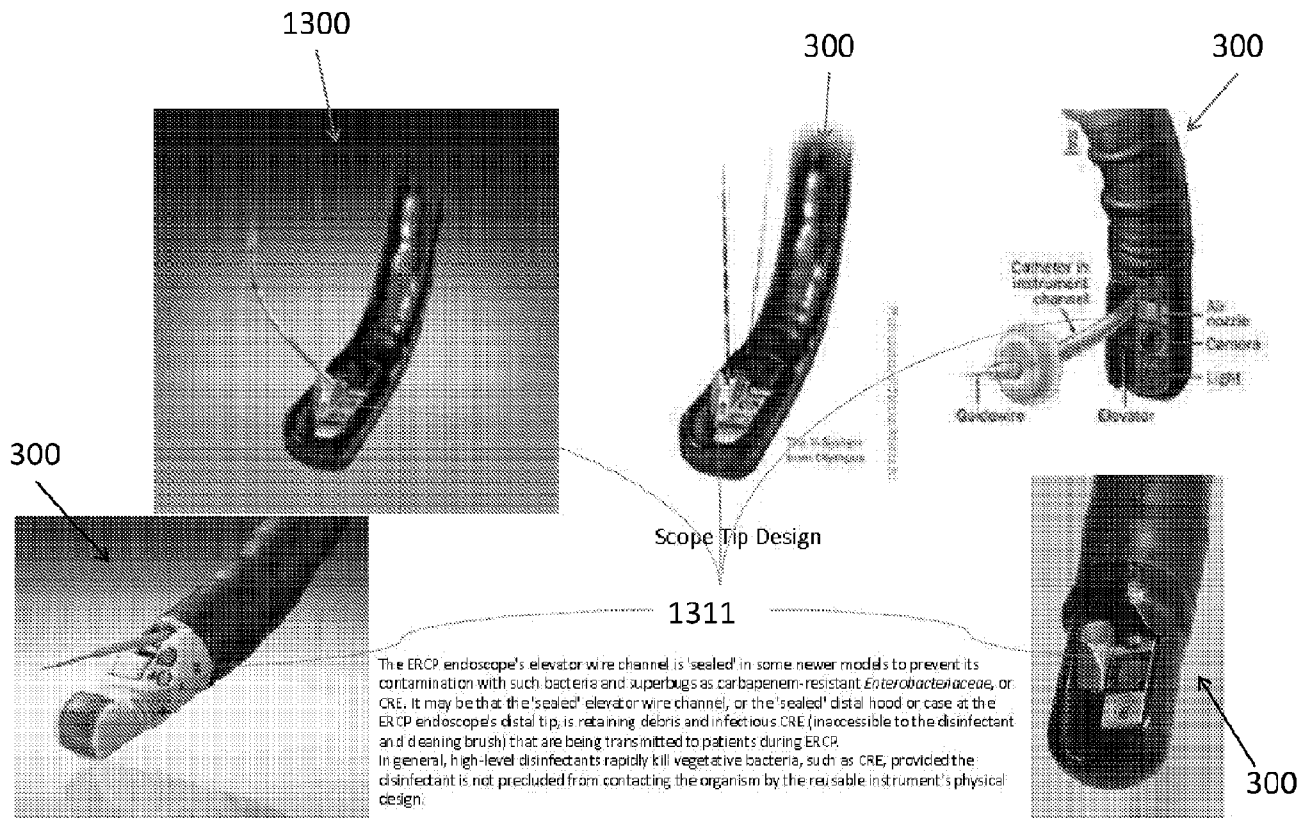 1300
300
300
Catheter in
instrument
channel
Air
nozzle
Camera
Light
Guidewire
Elevator
300
Scope Tip Design
1311
The ERCP endoscope's elevator wire channel is 'sealed' in some newer models to prevent its
contamination with such bacteria and superbugs as carbapenem-resistant Enterobacteriaceae, or
CRE. It may be that the 'sealed' elevator wire channel, or the 'sealed' distal hood or case at the
ERCP endoscope's distal tip, is retaining debris and infectious CRE (inaccessible to the disinfectant
and cleaning brush) that are being transmitted to patients during ERCP.
In general, high-level disinfectants rapidly kill vegetative bacteria, such as CRE, provided the
disinfectant is not precluded from contacting the organism by the reusable instrument's physical
design.
300